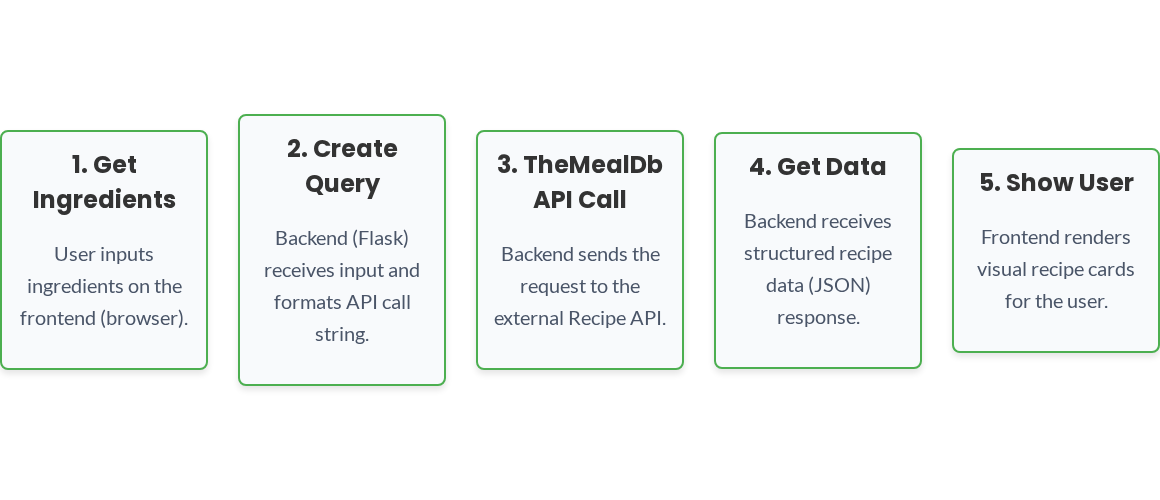 1. Get
Ingredients
User inputs
ingredients on the
frontend (browser).
2. Create
Query
Backend (Flask)
receives input and
formats API call
string.
3. TheMealDb
API Call
Backend sends the
request to the
external Recipe API.
4. Get Data
Backend receives
structured recipe
data (JSON)
response.
5. Show User
Frontend renders
visual recipe cards
for the user.